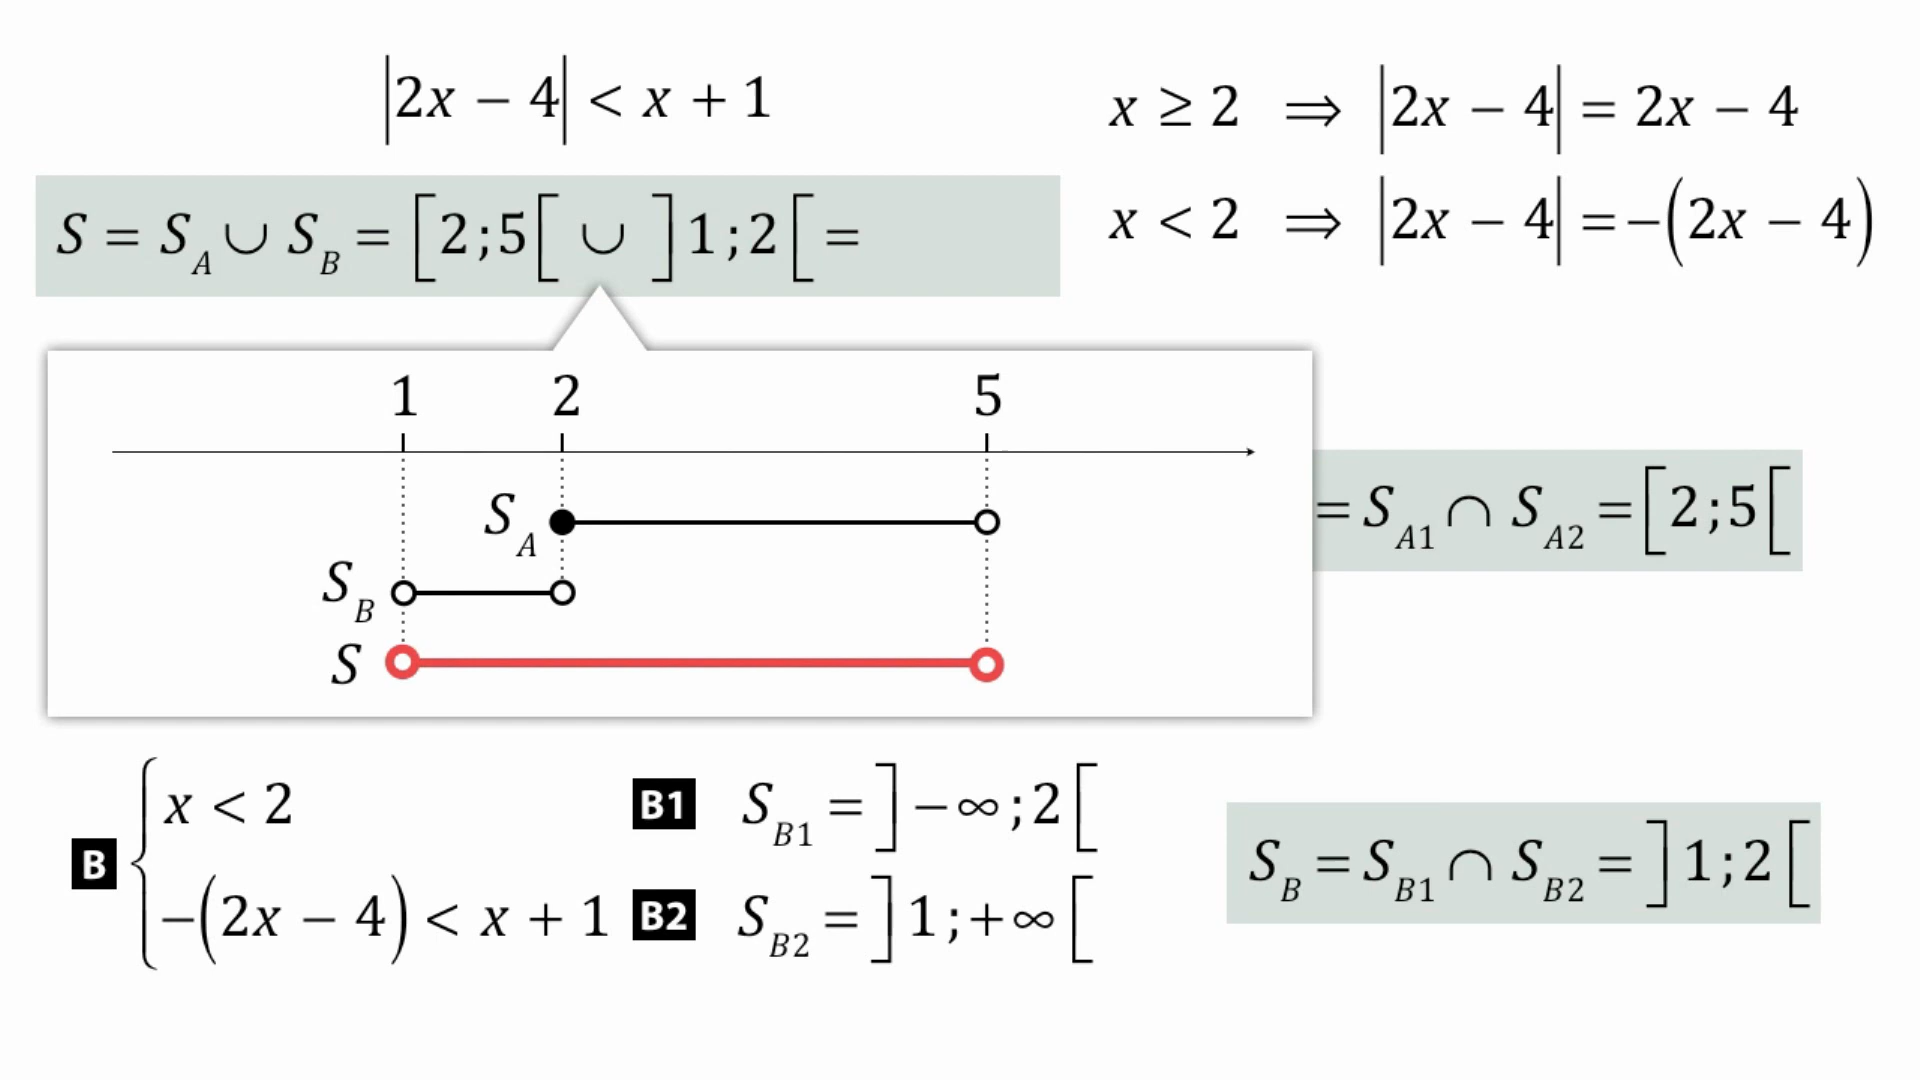 |2x − 4| < x + 1
x ≥ 2 ⇒ |2x − 4| = 2x − 4
S = S_A ∪ S_B = [2;5[ ∪ ]1;2[ =
x < 2 ⇒ |2x − 4| = −(2x − 4)
1 2 5
S_A
= S_A1 ∩ S_A2 = [2;5[
S_B
S
B
x < 2
B1 S_B1 = ]−∞;2[
−(2x − 4) < x + 1
B2 S_B2 = ]1;+∞[
S_B = S_B1 ∩ S_B2 = ]1;2[